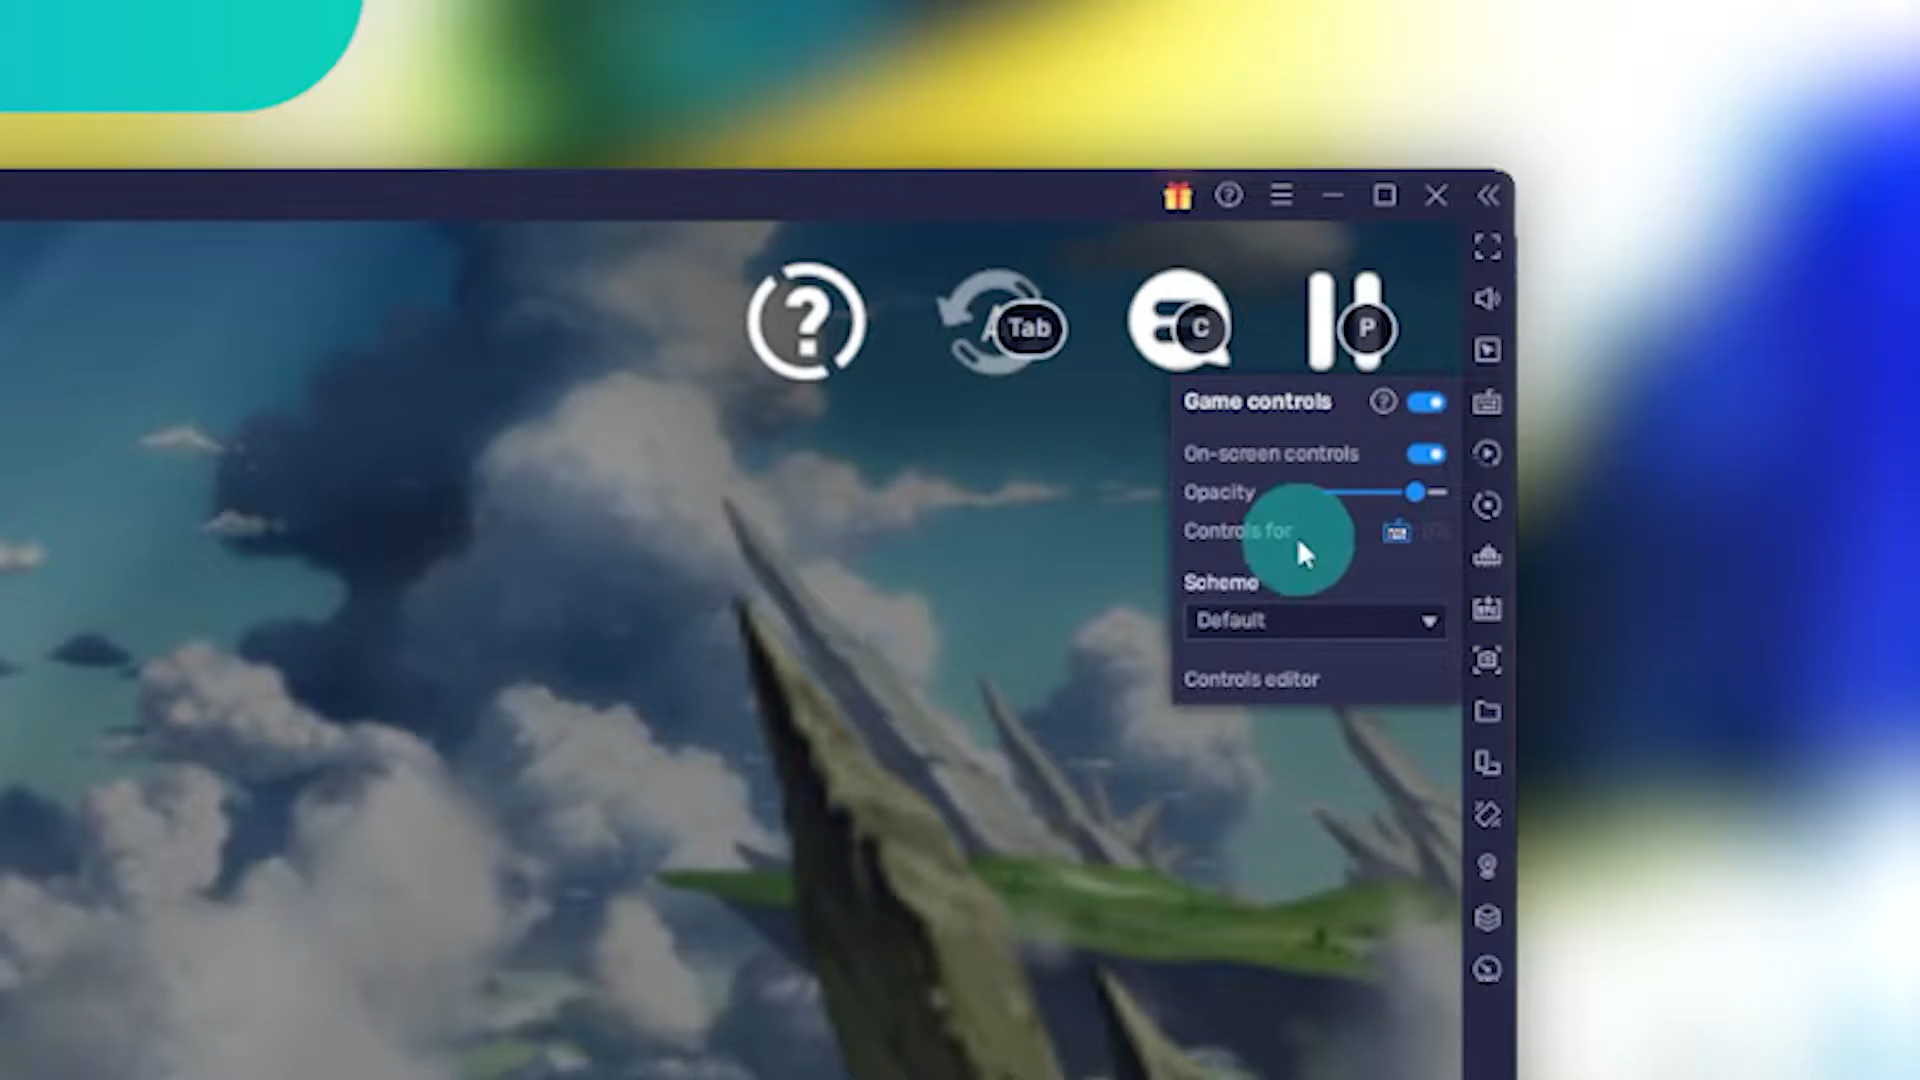 Tab
C
P
Game controls
On-screen controls
Opacity
Controls for
Scheme
Default
Controls editor